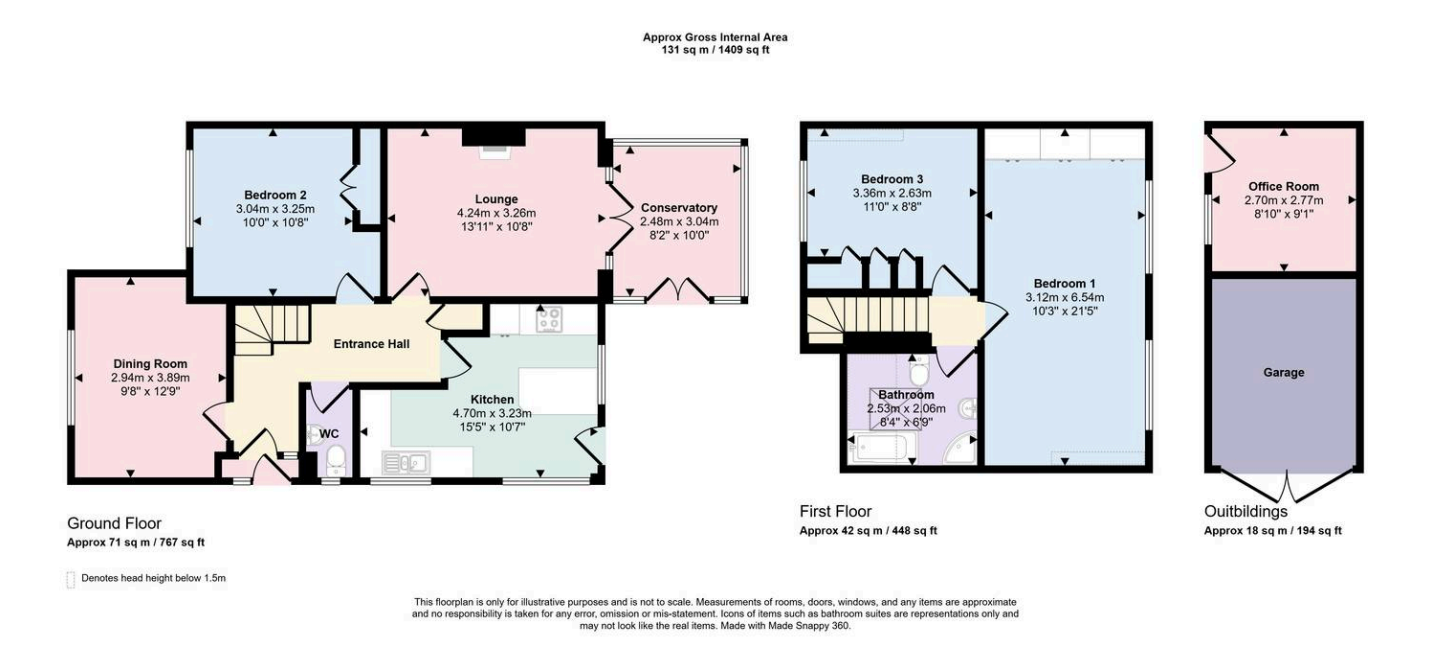 Approx Gross Internal Area
131 sq m / 1409 sq ft
Bedroom 2
3.04m x 3.25m
10'0" x 10'8"
Lounge
4.24m x 3.26m
13'11" x 10'8"
Conservatory
2.48m x 3.04m
8'2" x 10'0"
Dining Room
2.94m x 3.89m
9'8" x 12'9"
Entrance Hall
WC
Kitchen
4.70m x 3.23m
15'5" x 10'7"
Ground Floor
Approx 71 sq m / 767 sq ft
Denotes head height below 1.5m
Bedroom 3
3.36m x 2.63m
11'0" x 8'8"
Bedroom 1
3.12m x 6.54m
10'3" x 21'5"
Bathroom
2.53m x 2.06m
8'4" x 6'9"
First Floor
Approx 42 sq m / 448 sq ft
Office Room
2.70m x 2.77m
8'10" x 9'1"
Garage
Ouitbildings
Approx 18 sq m / 194 sq ft
This floorplan is only for illustrative purposes and is not to scale. Measurements of rooms, doors, windows, and any items are approximate
and no responsibility is taken for any error, omission or mis-statement. Icons of items such as bathroom suites are representations only and
may not look like the real items. Made with Made Snappy 360.